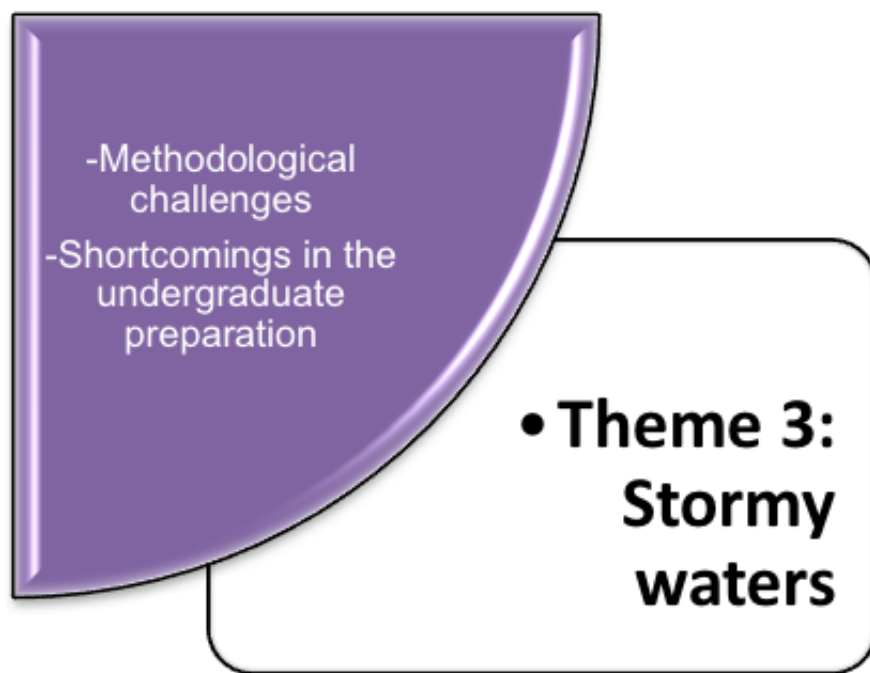 -Methodological
challenges
-Shortcomings in the
undergraduate
preparation
• Theme 3:
Stormy
waters